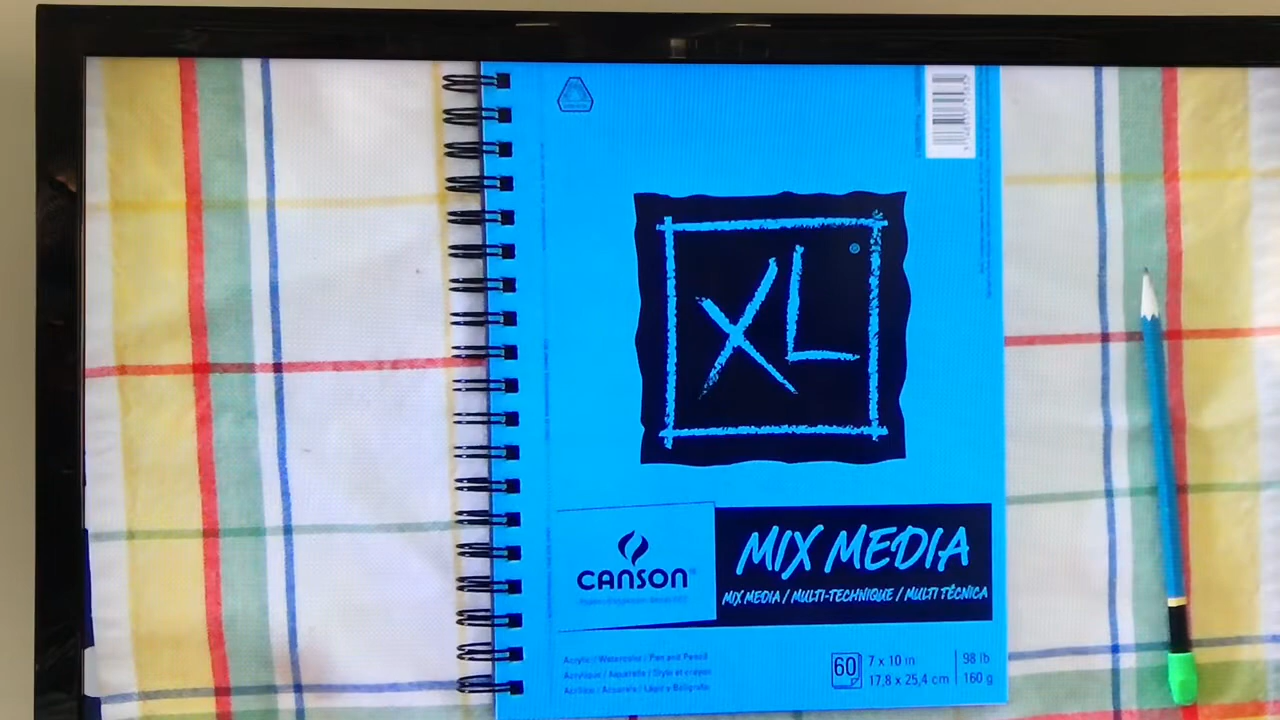 XL
®
CANSON®
MIX MEDIA
MIX MEDIA / MULTI-TECHNIQUE / MULTI TÉCNICA
Acrylic / Watercolor / Pen and Pencil
Acrylique / Aquarelle / Stylo et crayon
Acrílico / Acuarela / Lápiz y Bolígrafo
60
7 x 10 in
17,8 x 25,4 cm
98 lb
160 g